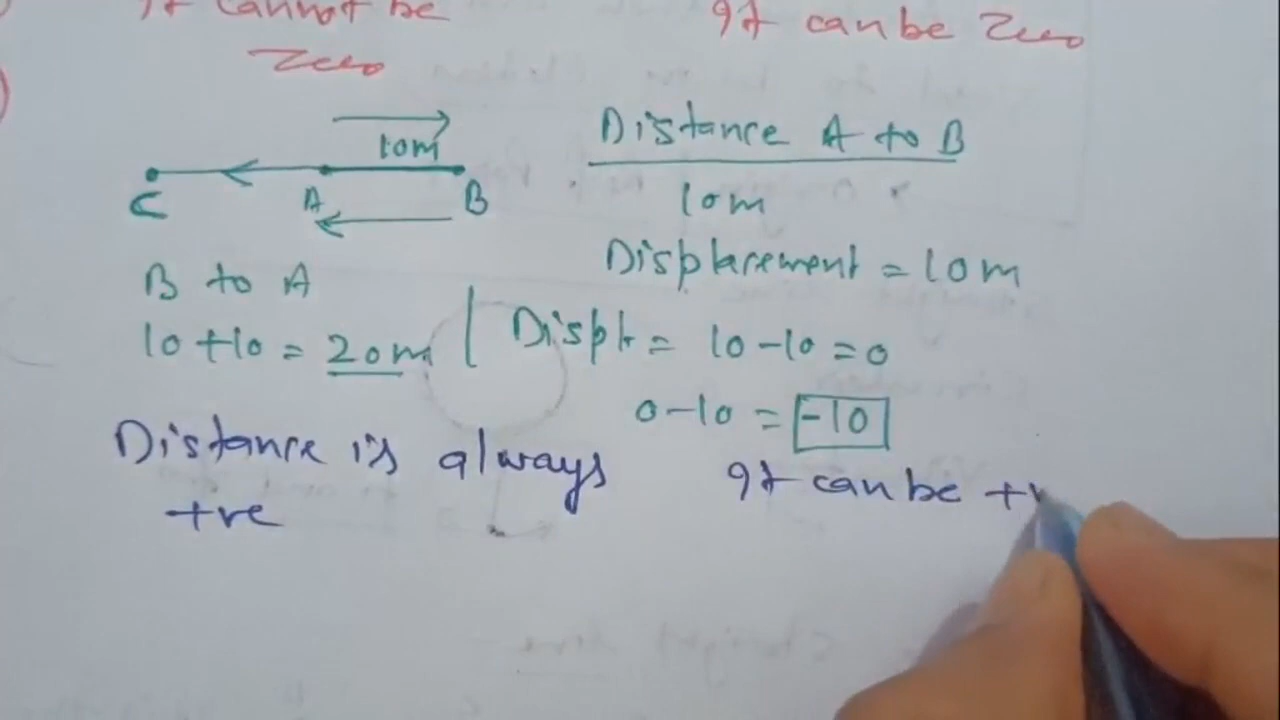 It cannot be
Zero
It can be Zero
10m
C
A
B
Distance A to B
10m
Displacement = 10m
B to A
10+10 = 20m
Displt = 10-10=0
0-10 = -10
Distance is always
+ve
It can be +v